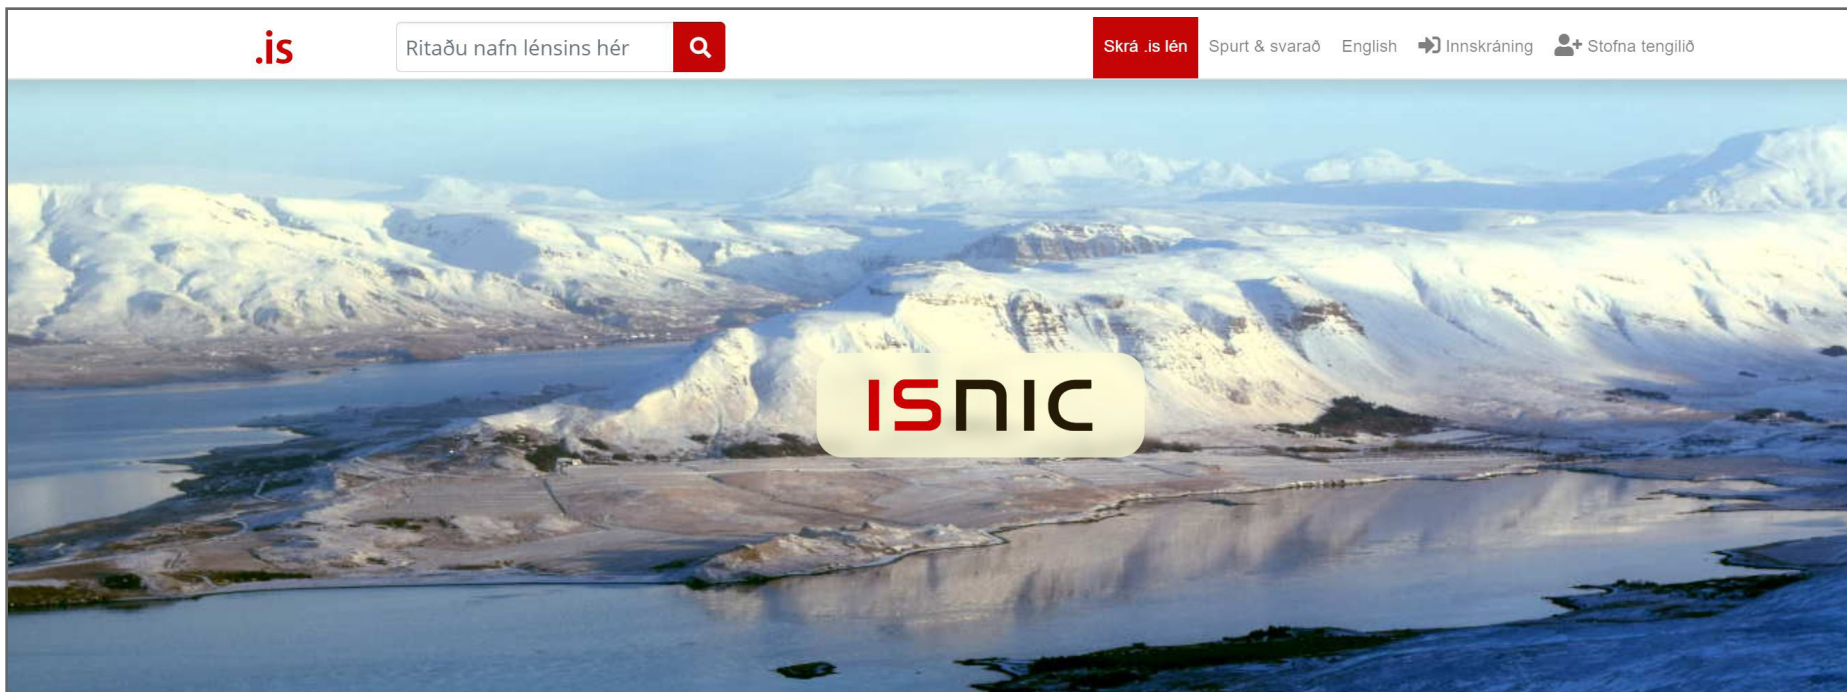 .is
Ritaðu nafn lénsins hér
Skrá .is lén
Spurt & svarað
English
Innskráning
Stofna tengilið
ISNIC